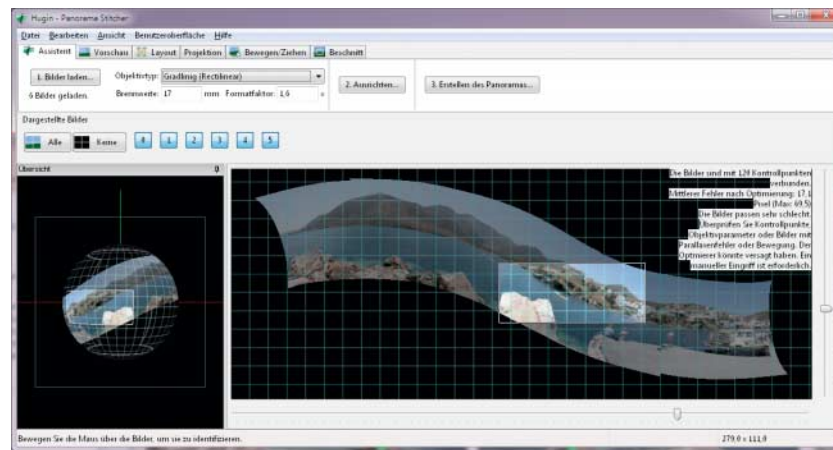 Hugin - Panorama Stitcher
Datei Bearbeiten Ansicht Benutzeroberfläche Hilfe
Assistent Vorschau Layout Projektion Bewegen/Ziehen Beschnitt
1. Bilder laden... Objektivtyp: Gradlinig (Rectilinear) 2. Ausrichten... 3. Erstellen des Panoramas...
6 Bilder geladen. Brennweite: 17 mm Formatfaktor: 1,6 x
Dargestellte Bilder
Alle Keine 0 1 2 3 4 5
Übersicht
Die Bilder sind mit 126 Kontrollpunkten
verbunden.
Mittlerer Fehler nach Optimierung: 17,1
Pixel (Max: 69,5)
Die Bilder passen sehr schlecht.
Überprüfen Sie Kontrollpunkte,
Objektivparameter oder Bilder mit
Parallaxenfehler oder Bewegung. Der
Optimierer könnte versagt haben. Ein
manueller Eingriff ist erforderlich.
Bewegen Sie die Maus über die Bilder, um sie zu identifizieren. 279,0 x 111,0